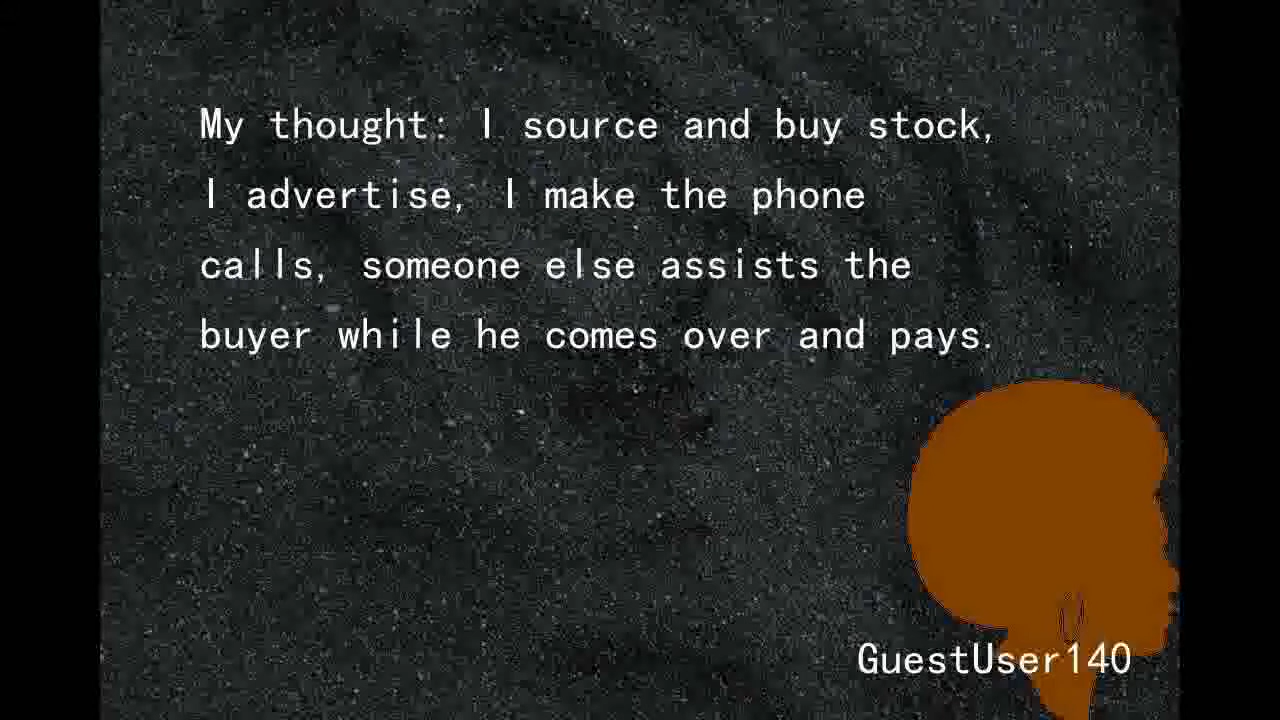 My thought: I source and buy stock,
I advertise, I make the phone
calls, someone else assists the
buyer while he comes over and pays.
GuestUser140